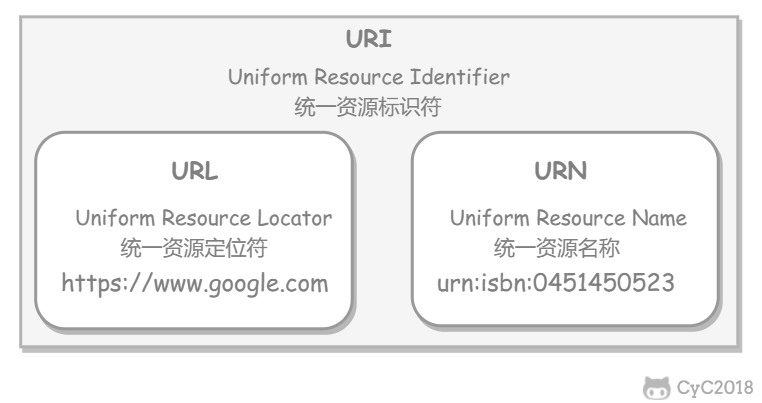 URI
Uniform Resource Identifier
统一资源标识符
URL
Uniform Resource Locator
统一资源定位符
https://www.google.com
URN
Uniform Resource Name
统一资源名称
urn:isbn:0451450523
CyC2018